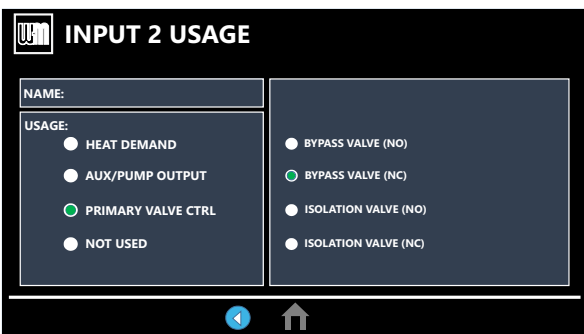 WM INPUT 2 USAGE
NAME:
USAGE:
HEAT DEMAND
AUX/PUMP OUTPUT
PRIMARY VALVE CTRL
NOT USED
BYPASS VALVE (NO)
BYPASS VALVE (NC)
ISOLATION VALVE (NO)
ISOLATION VALVE (NC)